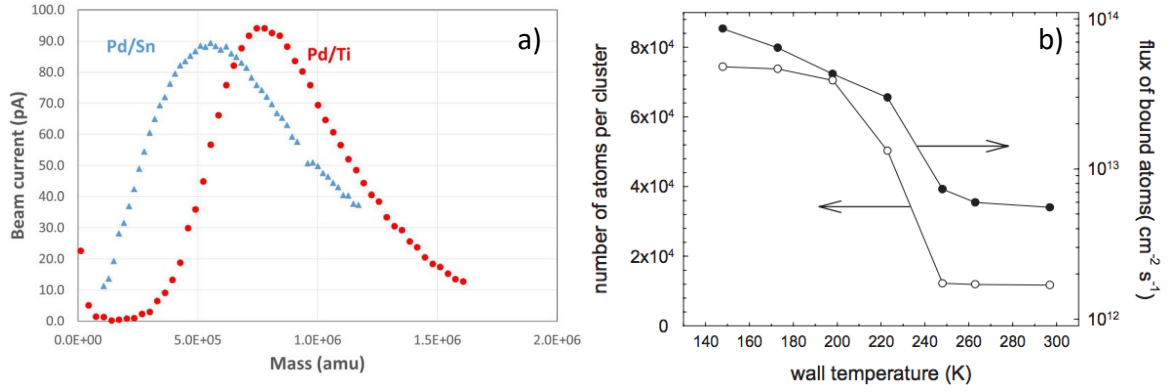 a)
Pd/Sn
Pd/Ti
Beam current (pA)
100.0
90.0
80.0
70.0
60.0
50.0
40.0
30.0
20.0
10.0
0.0
0.0E+00
5.0E+05
1.0E+06
1.5E+06
2.0E+06
Mass (amu)
b)
number of atoms per cluster
8x10⁴
6x10⁴
4x10⁴
2x10⁴
0
140
160
180
200
220
240
260
280
300
wall temperature (K)
10¹⁴
10¹³
10¹²
flux of bound atoms( cm⁻² s⁻¹)